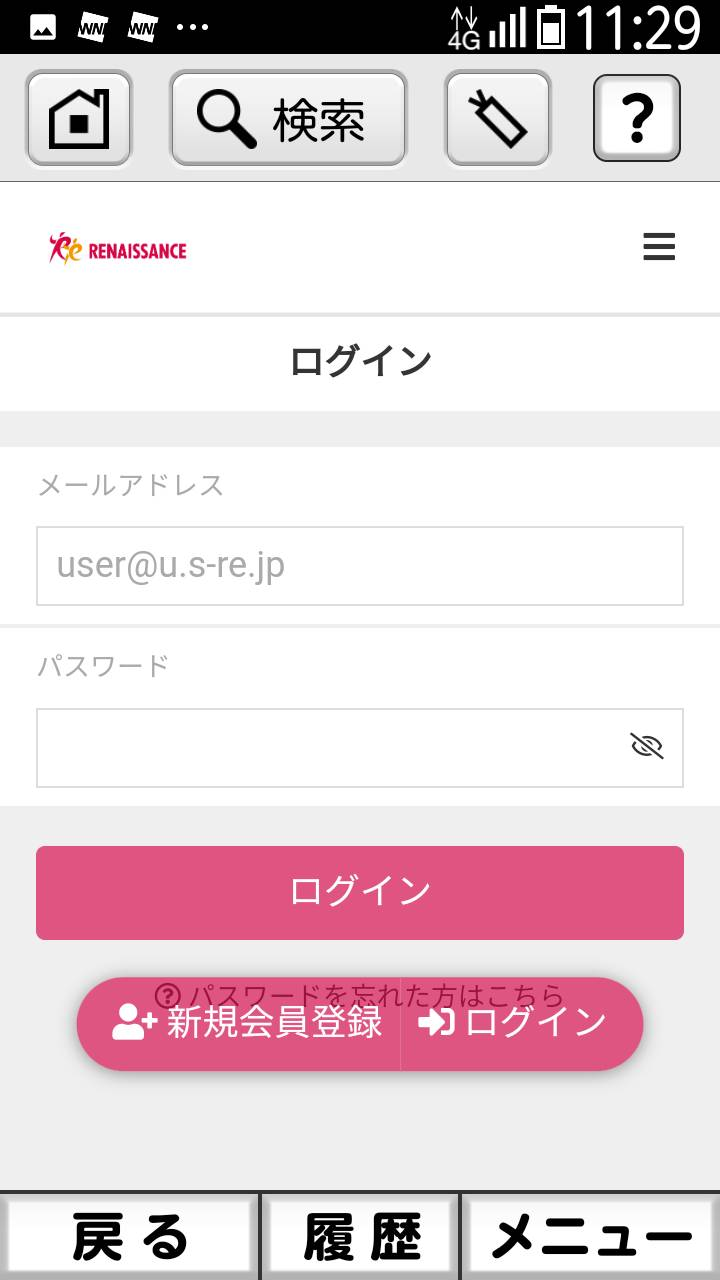 WNI WNI 4G 11:29
検索 ?
RENAISSANCE
ログイン
メールアドレス
user@u.s-re.jp
パスワード
ログイン
パスワードを忘れた方はこちら
新規会員登録 ログイン
戻る 履歴 メニュー